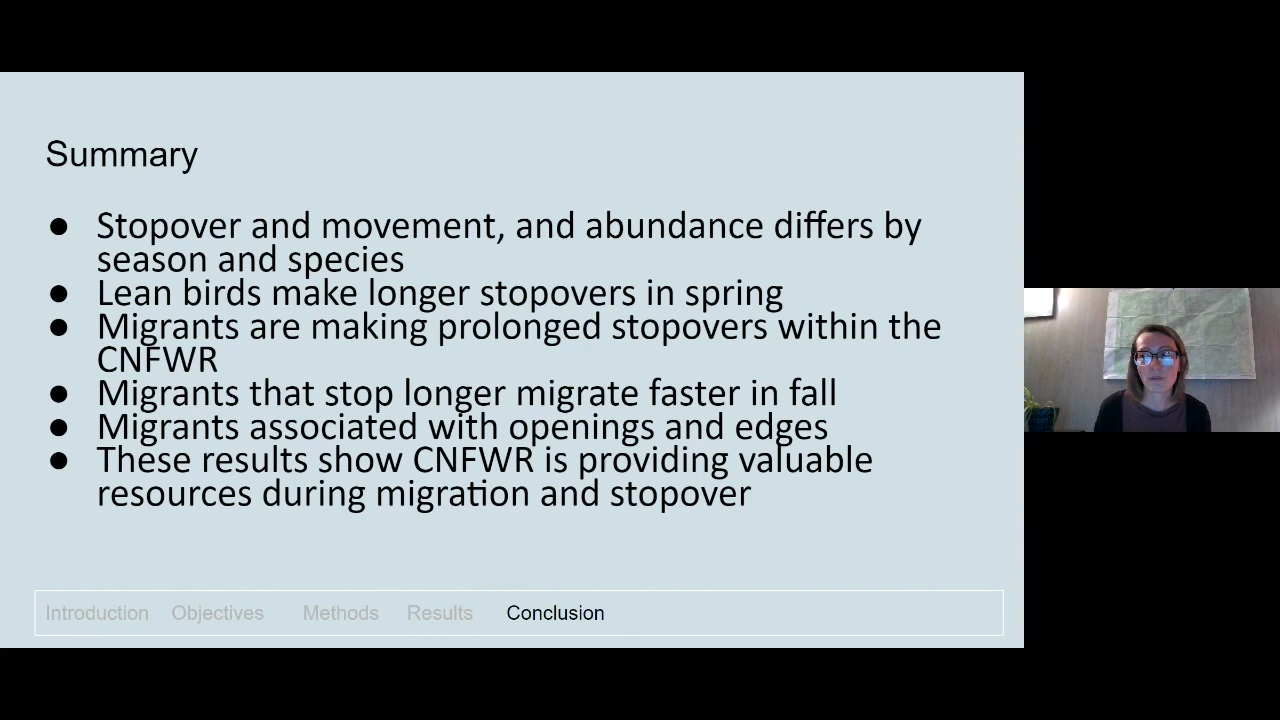 Summary
● Stopover and movement, and abundance differs by
season and species
● Lean birds make longer stopovers in spring
● Migrants are making prolonged stopovers within the
CNFWR
● Migrants that stop longer migrate faster in fall
● Migrants associated with openings and edges
● These results show CNFWR is providing valuable
resources during migration and stopover
Introduction Objectives Methods Results Conclusion